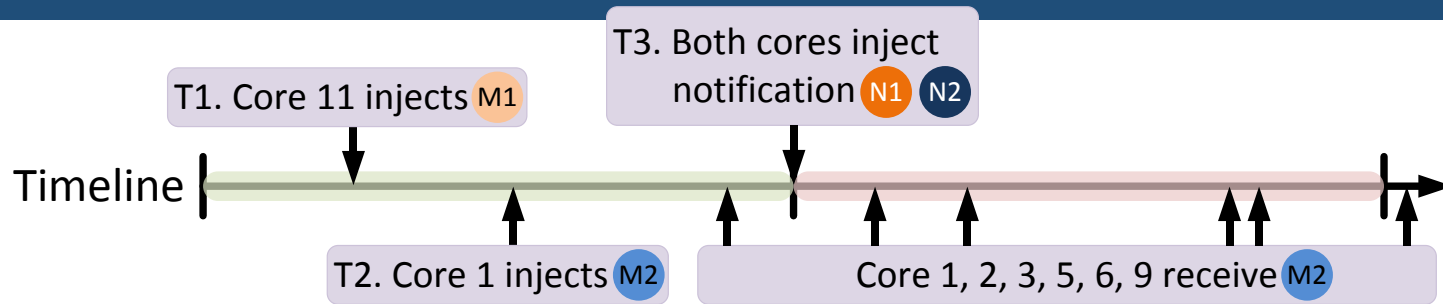 T3. Both cores inject
notification N1 N2
T1. Core 11 injects M1
Timeline
T2. Core 1 injects M2
Core 1, 2, 3, 5, 6, 9 receive M2